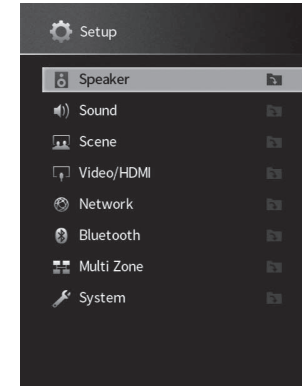 Setup
Speaker
Sound
Scene
Video/HDMI
Network
Bluetooth
Multi Zone
System